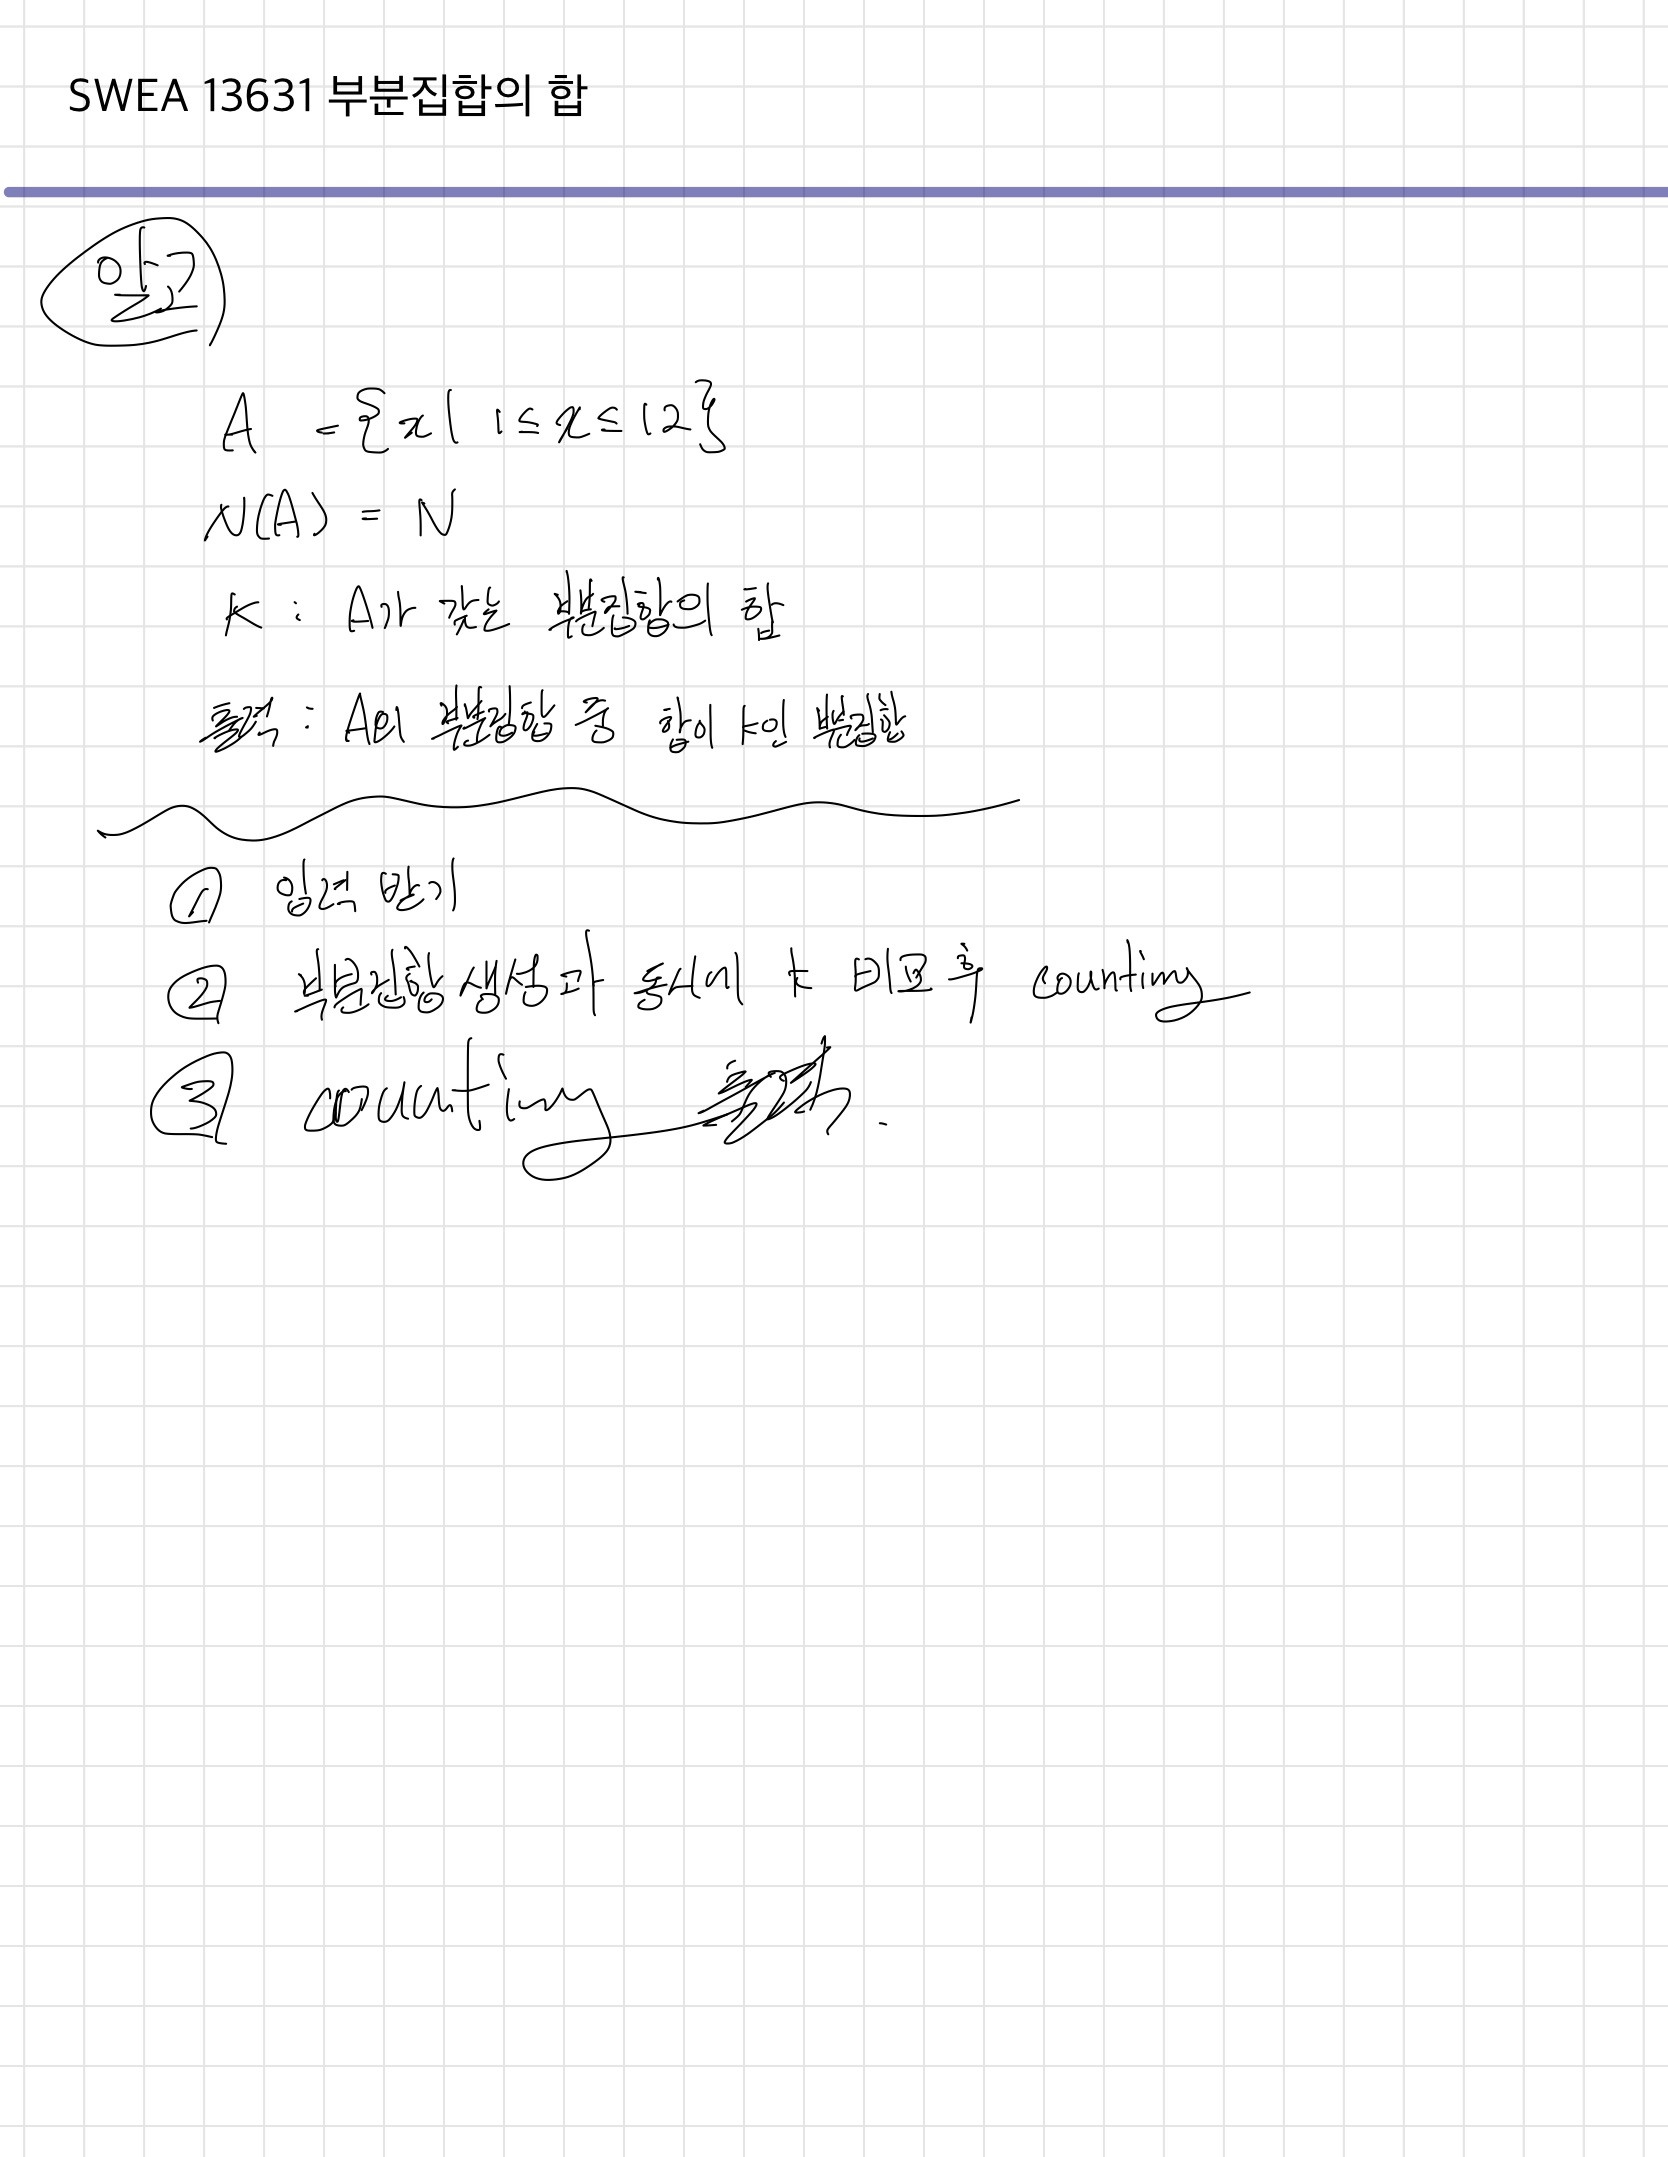 SWEA 13631 부분집합의 합
알고
A = {x | 1 ≤ x ≤ 12}
N(A) = N
K : A가 갖는 부분집합의 합
출력 : A의 부분집합 중 합이 K인 부분집합
① 입력 받기
② 부분집합 생성과 동시에 k 비교 후 counting
③ counting 출력.